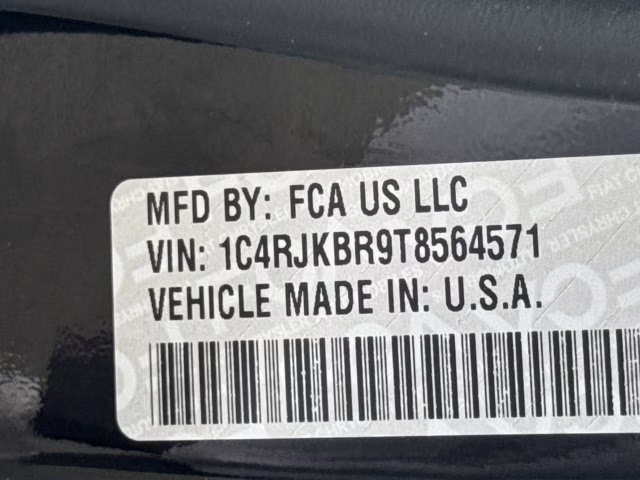 MFD BY: FCA US LLC
VIN: 1C4RJKBR9T8564571
VEHICLE MADE IN: U.S.A.